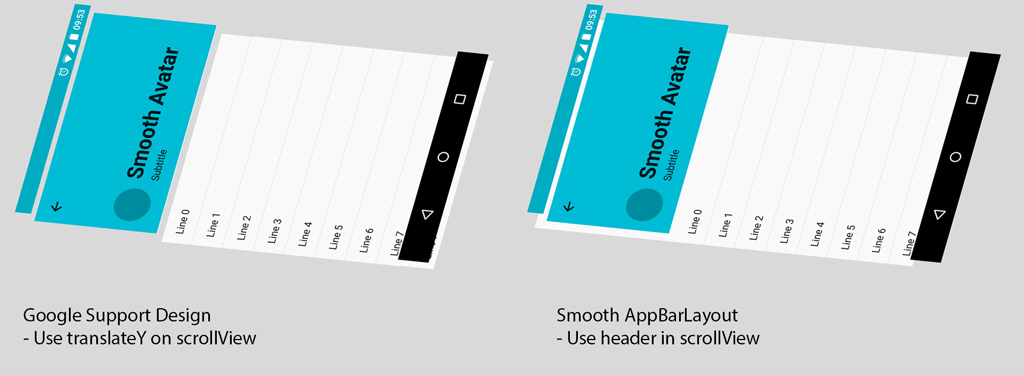 09:53
Smooth Avatar
Subtitle
Line 0
Line 1
Line 2
Line 3
Line 4
Line 5
Line 6
Line 7
09:53
Smooth Avatar
Subtitle
Line 0
Line 1
Line 2
Line 3
Line 4
Line 5
Line 6
Line 7
Google Support Design
- Use translateY on scrollView
Smooth AppBarLayout
- Use header in scrollView